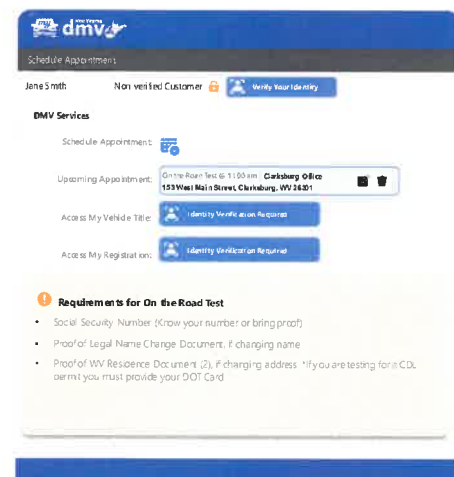 my West Virginia dmv
Schedule Appointment
Jane Smith Non verified Customer Verify Your Identity
DMV Services
Schedule Appointment:
Upcoming Appointment: On the Road Test @ 11:00 am Clarksburg Office
153 West Main Street, Clarksburg, WV 26301
Access My Vehicle Title: Identity Verification Required
Access My Registration: Identity Verification Required
Requirements for On the Road Test
• Social Security Number (Know your number or bring proof)
• Proof of Legal Name Change Document, if changing name
• Proof of WV Residence Document (2), if changing address *If you are testing for a CDL
permit you must provide your DOT Card